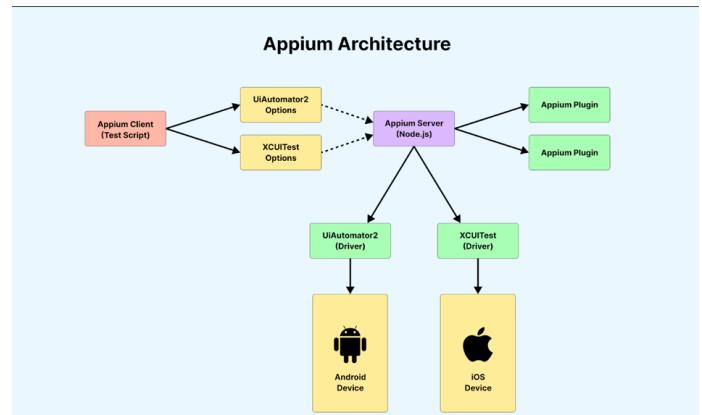 Appium Architecture
UiAutomator2
Options
Appium Client
(Test Script)
Appium Server
(Node.js)
Appium Plugin
XCUITest
Options
Appium Plugin
UiAutomator2
(Driver)
XCUITest
(Driver)
Android
Device
iOS
Device